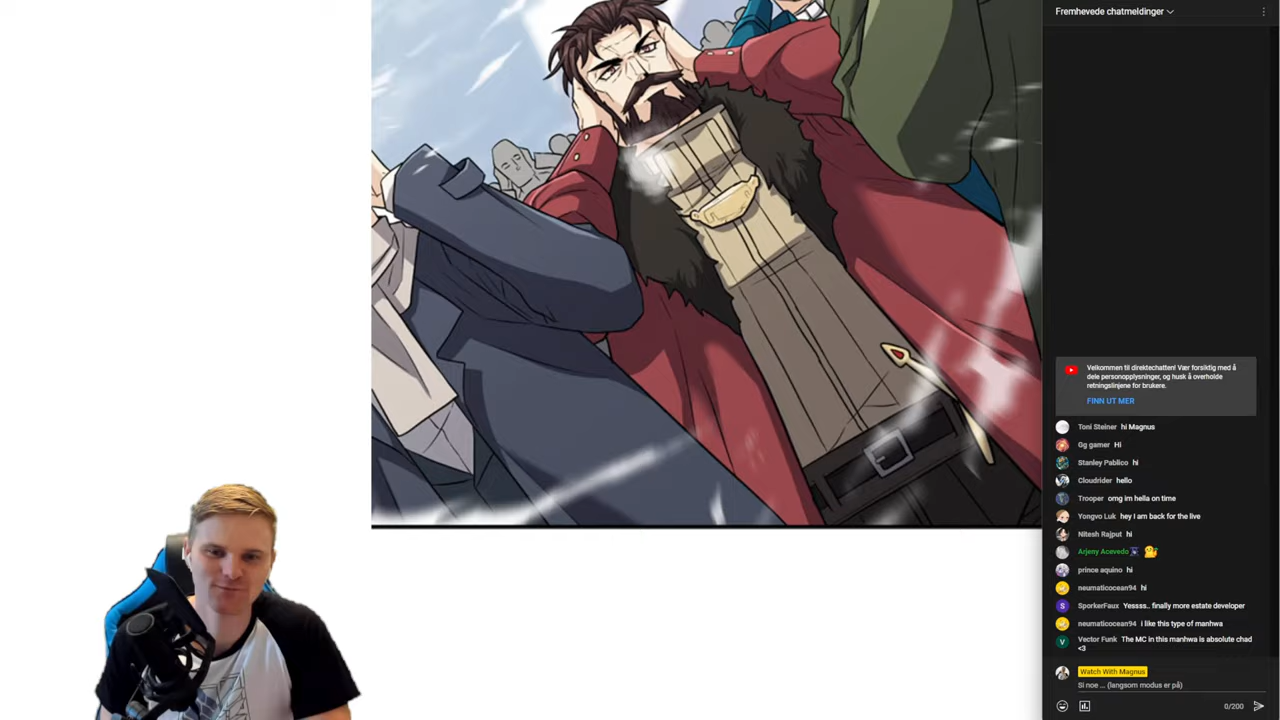 Fremhevede chatmeldinger
Velkommen til direktechatten! Vær forsiktig med å
dele personopplysninger, og husk å overholde
retningslinjene for brukere.
FINN UT MER
Toni Steiner hi Magnus
Gg gamer Hi
Stanley Pablico hi
Cloudrider hello
Trooper omg im hella on time
Yongvo Luk hey I am back for the live
Nitesh Rajput hi
Arjeny Acevedo
prince aquino hi
neumaticocean94 hi
S SporkerFaux Yessss.. finally more estate developer
neumaticocean94 i like this type of manhwa
V Vector Funk The MC in this manhwa is absolute chad
<3
Watch With Magnus
Si noe ... (langsom modus er på)
0/200